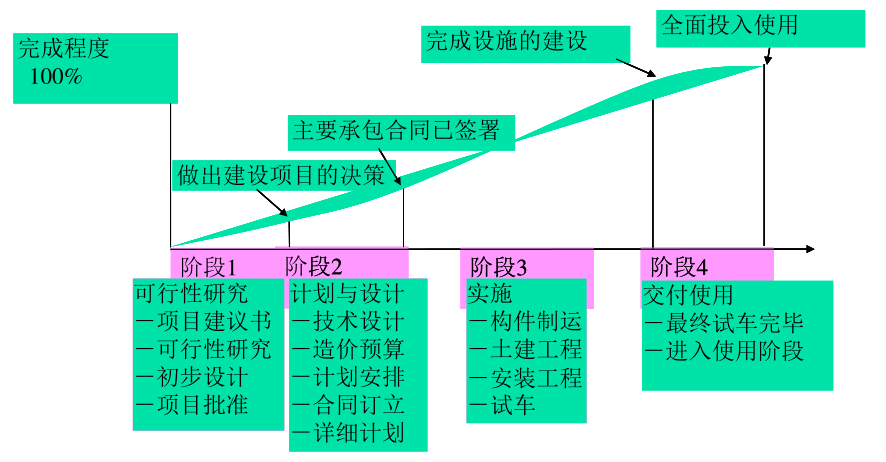 完成程度
100%
完成设施的建设
全面投入使用
主要承包合同已签署
做出建设项目的决策
阶段1
阶段2
阶段3
阶段4
可行性研究
－项目建议书
－可行性研究
－初步设计
－项目批准
计划与设计
－技术设计
－造价预算
－计划安排
－合同订立
－详细计划
实施
－构件制运
－土建工程
－安装工程
－试车
交付使用
－最终试车完毕
－进入使用阶段